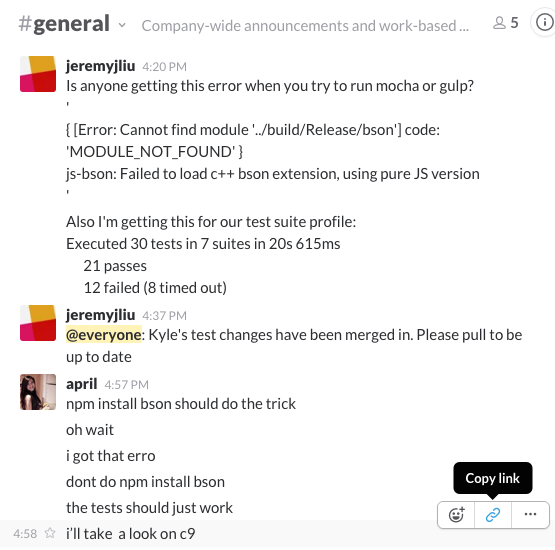 #general
Company-wide announcements and work-based ...
5
jeremyjliu 4:20 PM
Is anyone getting this error when you try to run mocha or gulp?
'
{ [Error: Cannot find module '../build/Release/bson'] code:
'MODULE_NOT_FOUND' }
js-bson: Failed to load c++ bson extension, using pure JS version
'
Also I'm getting this for our test suite profile:
Executed 30 tests in 7 suites in 20s 615ms
21 passes
12 failed (8 timed out)
jeremyjliu 4:37 PM
@everyone: Kyle's test changes have been merged in. Please pull to be
up to date
april 4:57 PM
npm install bson should do the trick
oh wait
i got that erro
dont do npm install bson
Copy link
the tests should just work
4:58 i'll take a look on c9